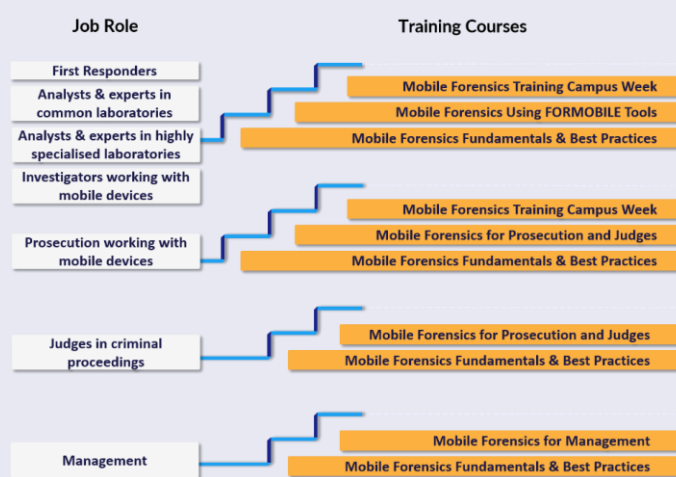 Job Role
Training Courses
First Responders
Analysts & experts in
common laboratories
Analysts & experts in highly
specialised laboratories
Investigators working with
mobile devices
Mobile Forensics Training Campus Week
Mobile Forensics Using FORMOBILE Tools
Mobile Forensics Fundamentals & Best Practices
Prosecution working with
mobile devices
Mobile Forensics Training Campus Week
Mobile Forensics for Prosecution and Judges
Mobile Forensics Fundamentals & Best Practices
Judges in criminal
proceedings
Mobile Forensics for Prosecution and Judges
Mobile Forensics Fundamentals & Best Practices
Management
Mobile Forensics for Management
Mobile Forensics Fundamentals & Best Practices